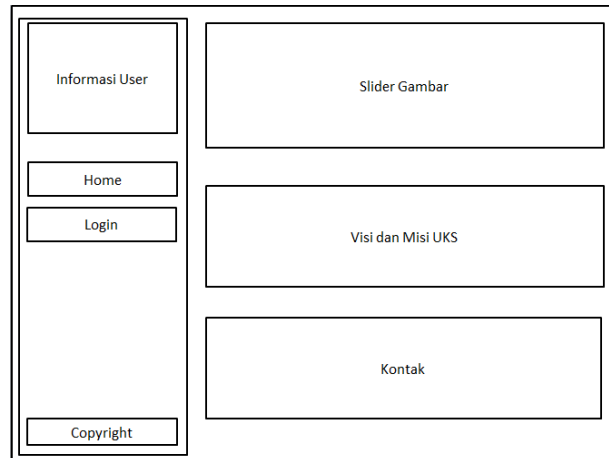 Informasi User
Home
Login
Copyright
Slider Gambar
Visi dan Misi UKS
Kontak